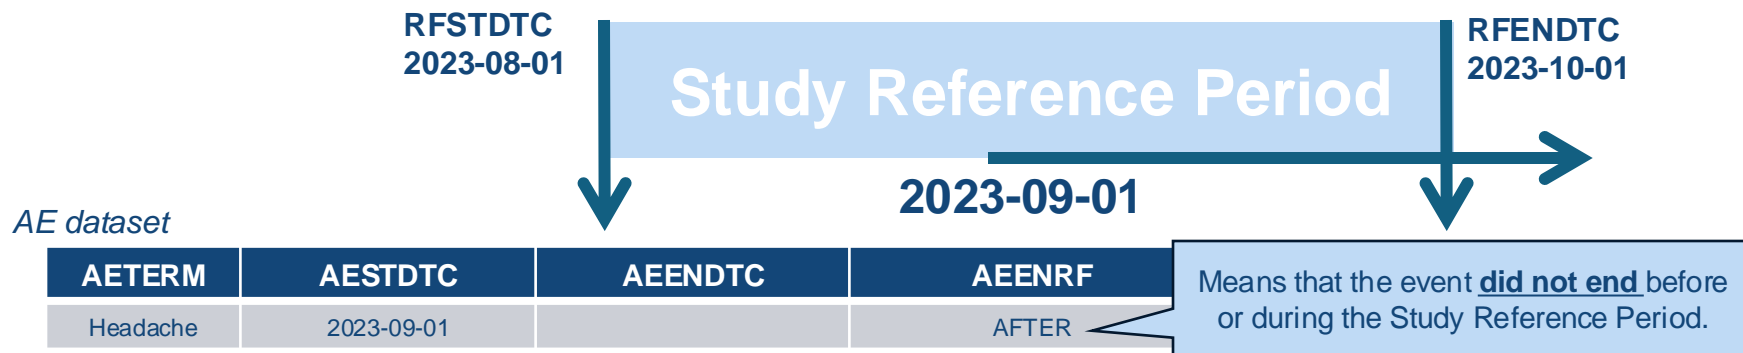 RFSTDTC
2023-08-01
Study Reference Period
RFENDTC
2023-10-01
2023-09-01
AE dataset
AETERM AESTDTC AEENDTC AEENRF
Headache 2023-09-01 AFTER
Means that the event did not end before
or during the Study Reference Period.